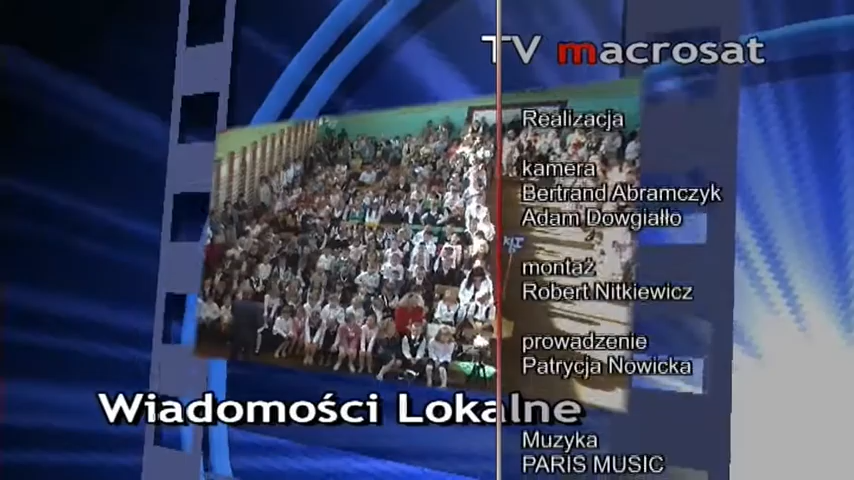 TV macrosat
Realizacja
kamera
Bertrand Abramczyk
Adam Dowgiałło
montaż
Robert Nitkiewicz
prowadzenie
Patrycja Nowicka
Wiadomości Lokalne
Muzyka
PARIS MUSIC